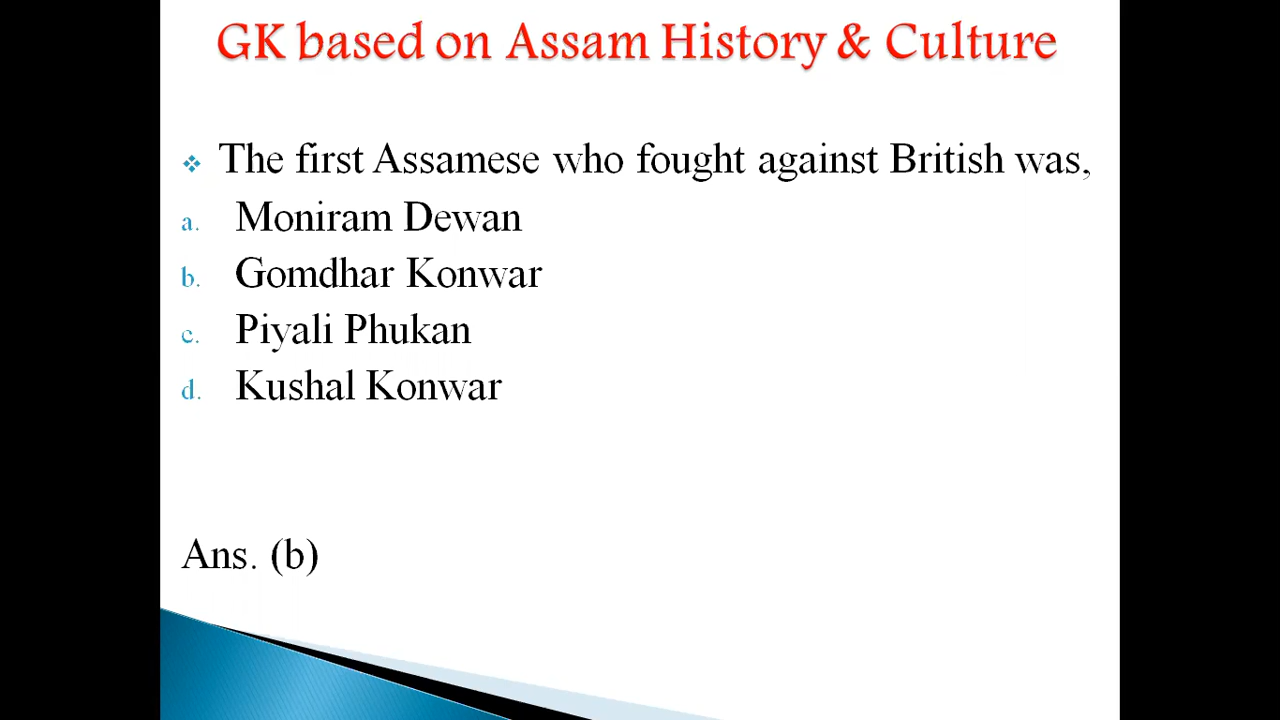 GK based on Assam History & Culture
❖ The first Assamese who fought against British was,
a. Moniram Dewan
b. Gomdhar Konwar
c. Piyali Phukan
d. Kushal Konwar
Ans. (b)